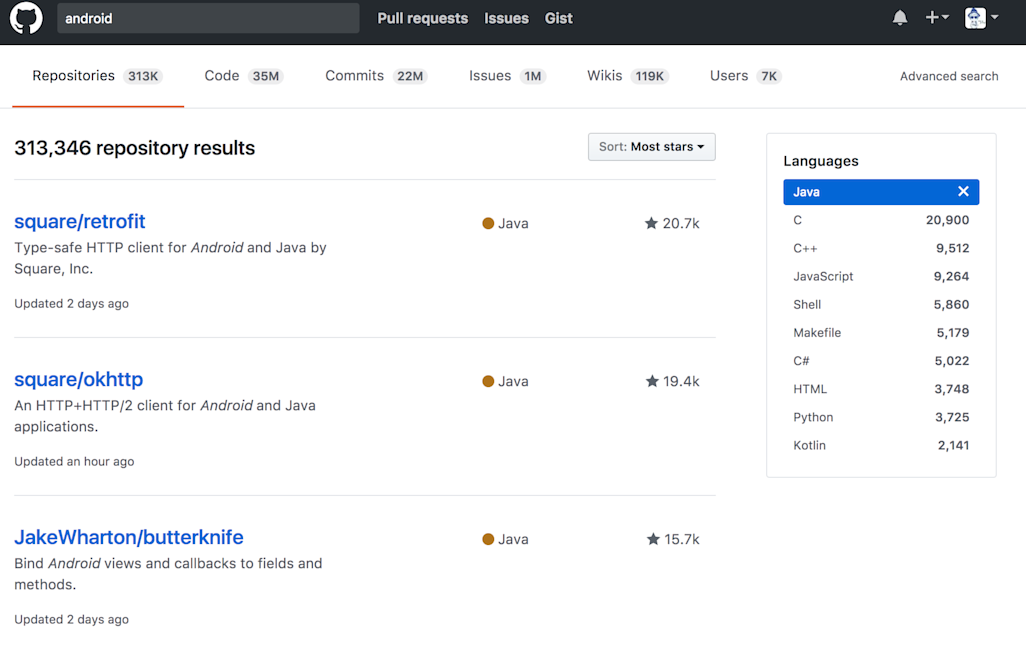 android Pull requests Issues Gist
Repositories 313K Code 35M Commits 22M Issues 1M Wikis 119K Users 7K Advanced search
313,346 repository results
Sort: Most stars
square/retrofit
Java
20.7k
Type-safe HTTP client for Android and Java by
Square, Inc.
Updated 2 days ago
square/okhttp
Java
19.4k
An HTTP+HTTP/2 client for Android and Java
applications.
Updated an hour ago
JakeWharton/butterknife
Java
15.7k
Bind Android views and callbacks to fields and
methods.
Updated 2 days ago
Languages
Java
C 20,900
C++ 9,512
JavaScript 9,264
Shell 5,860
Makefile 5,179
C# 5,022
HTML 3,748
Python 3,725
Kotlin 2,141